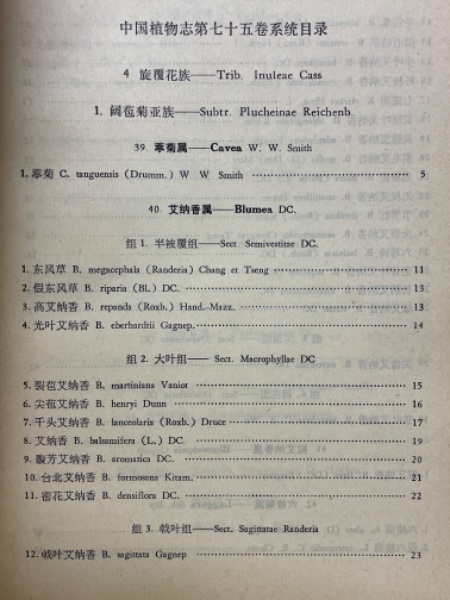 中国植物志第七十五卷系统目录
4 旋覆花族——Trib. Inuleae Cass
1. 阔苞菊亚族——Subtr. Plucheinae Reichenb
39. 葶菊属——Cavea W. W. Smith
1. 葶菊 C. tanguensis (Drumm.) W W Smith 5
40. 艾纳香属——Blumea DC.
组 1. 半被覆组——Sect. Semivestitae DC.
1. 东风草 B. megacephala (Randeria) Chang et Tseng 11
2. 假东风草 B. riparia (BL) DC. 13
3. 高艾纳香 B. repanda (Roxb.) Hand.-Mazz. 13
4. 光叶艾纳香 B. eberhardtii Gagnep. 14
组 2. 大叶组—— Sect. Macrophyllae DC
5. 裂苞艾纳香 B. martiniana Vaniot 15
6. 尖苞艾纳香 B. henryi Dunn 16
7. 千头艾纳香 B. lanceolaria (Roxb.) Druce 17
8. 艾纳香 B. balsamifera (L.) DC. 19
9. 馥芳艾纳香 B. aromatica DC. 20
10. 台北艾纳香 B. formosana Kitam. 21
11. 密花艾纳香 B. densiflora DC. 22
组 3. 戟叶组——Sect. Sagittatae Randeria
12. 戟叶艾纳香 B. sagittata Gagnep 23